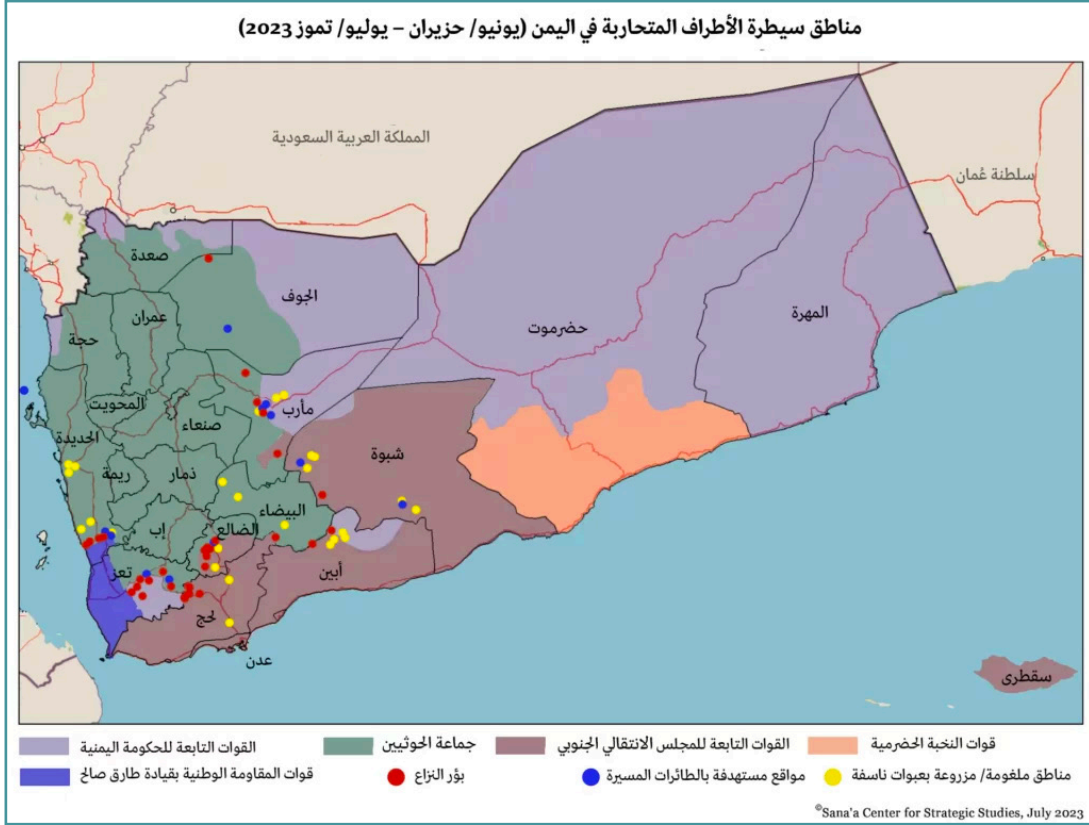 مناطق سيطرة الأطراف المتحاربة في اليمن (يونيو/ حزيران – يوليو/ تموز 2023)
المملكة العربية السعودية
سلطنة عُمان
صعدة
الجوف
عمران
حضرموت
المهرة
حجة
مأرب
المحويت
صنعاء
الحديدة
شبوة
ريمة
ذمار
البيضاء
إب
الضالع
تعز
أبين
لحج
عدن
سقطرى
قوات النخبة الحضرمية
القوات التابعة للمجلس الانتقالي الجنوبي
جماعة الحوثيين
القوات التابعة للحكومة اليمنية
مناطق ملغومة/ مزروعة بعبوات ناسفة
مواقع مستهدفة بالطائرات المسيرة
بؤر النزاع
قوات المقاومة الوطنية بقيادة طارق صالح
©Sana'a Center for Strategic Studies, July 2023